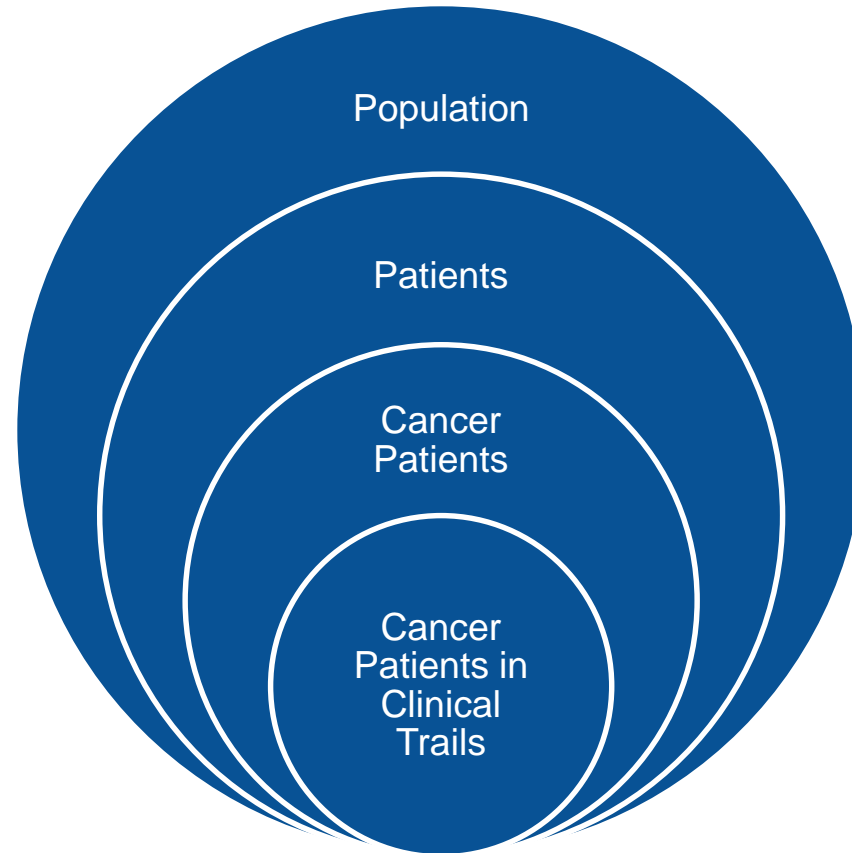 Population
Patients
Cancer
Patients
Cancer
Patients in
Clinical
Trails